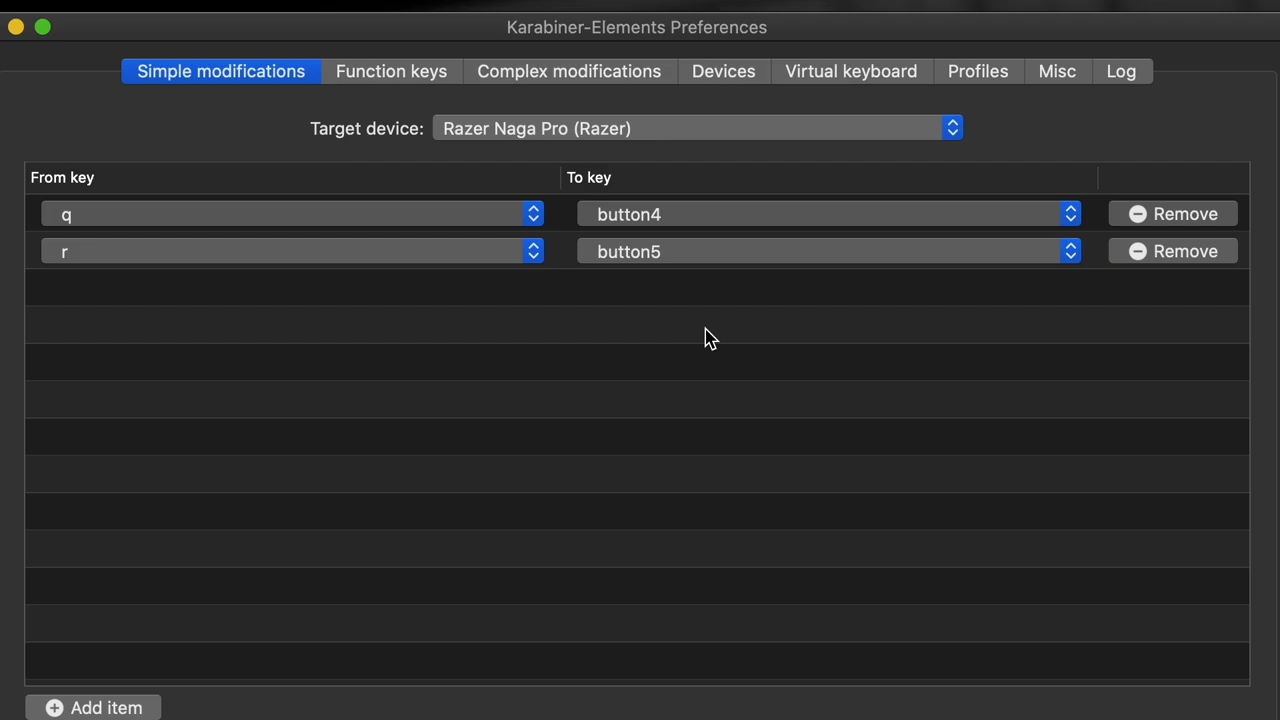 Karabiner-Elements Preferences
Simple modifications Function keys Complex modifications Devices Virtual keyboard Profiles Misc Log
Target device: Razer Naga Pro (Razer)
From key To key
q button4 Remove
r button5 Remove
Add item